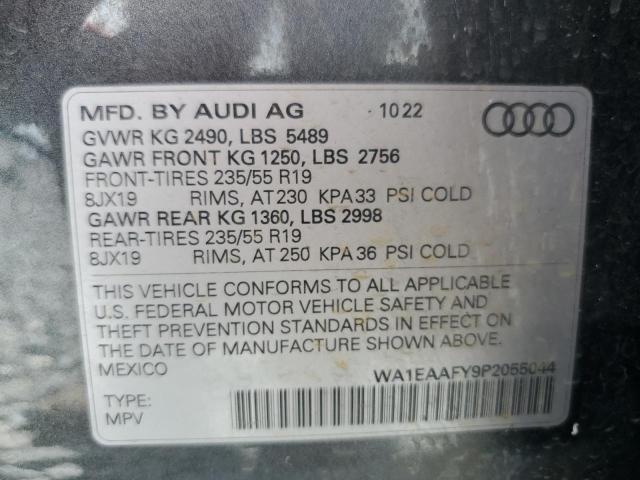 MFD. BY AUDI AG 1022
GVWR KG 2490, LBS 5489
GAWR FRONT KG 1250, LBS 2756
FRONT-TIRES 235/55 R19
8JX19 RIMS, AT 230 KPA 33 PSI COLD
GAWR REAR KG 1360, LBS 2998
REAR-TIRES 235/55 R19
8JX19 RIMS, AT 250 KPA 36 PSI COLD
THIS VEHICLE CONFORMS TO ALL APPLICABLE
U.S. FEDERAL MOTOR VEHICLE SAFETY AND
THEFT PREVENTION STANDARDS IN EFFECT ON
THE DATE OF MANUFACTURE SHOWN ABOVE.
MEXICO WA1EAAFY9P2055044
TYPE:
MPV